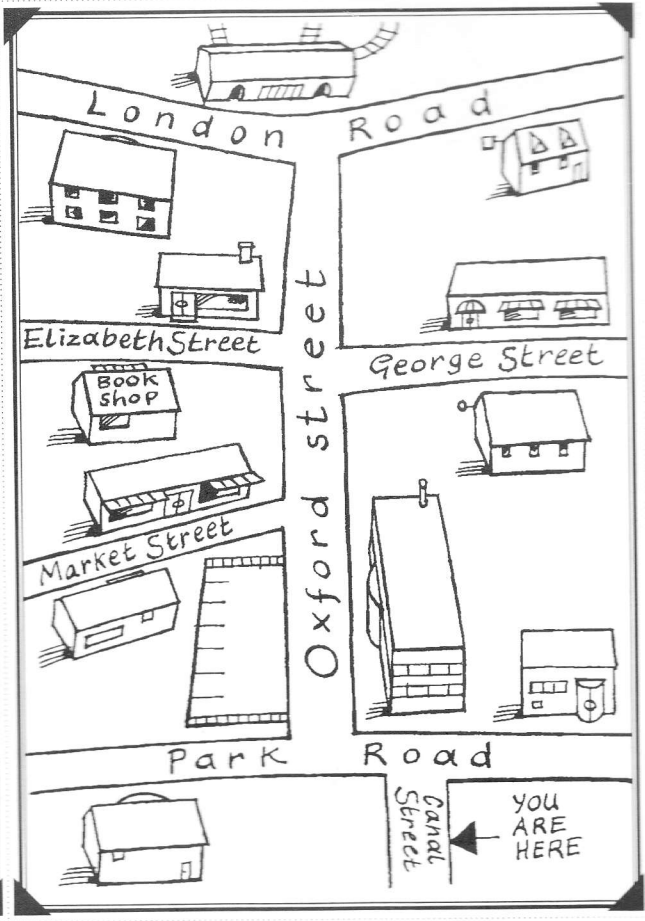 London Road
Elizabeth Street
George Street
Book
Shop
Oxford street
Market Street
Park Road
Canal
Street
YOU
ARE
HERE